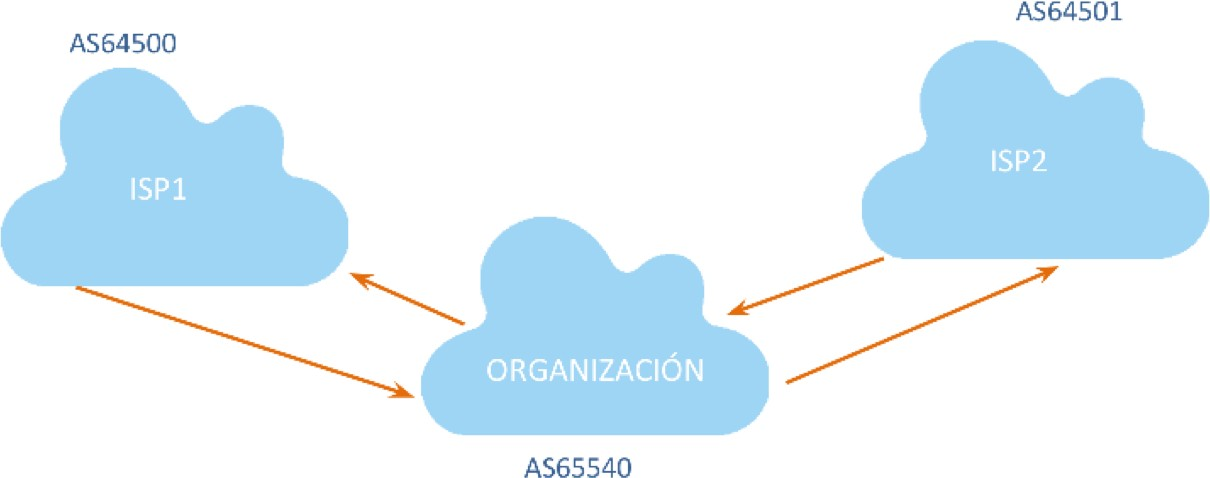 AS64500
AS64501
ISP1
ISP2
ORGANIZACIÓN
AS65540